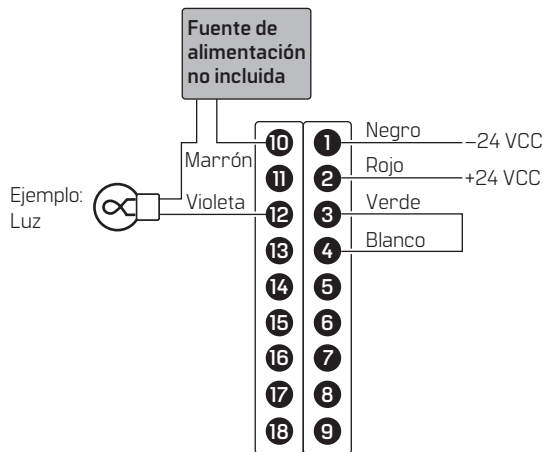 Fuente de
alimentación
no incluida
Negro
–24 VCC
10
1
Marrón
Rojo
+24 VCC
11
2
Ejemplo:
Luz
Violeta
Verde
12
3
Blanco
13
4
14
5
15
6
16
7
17
8
18
9